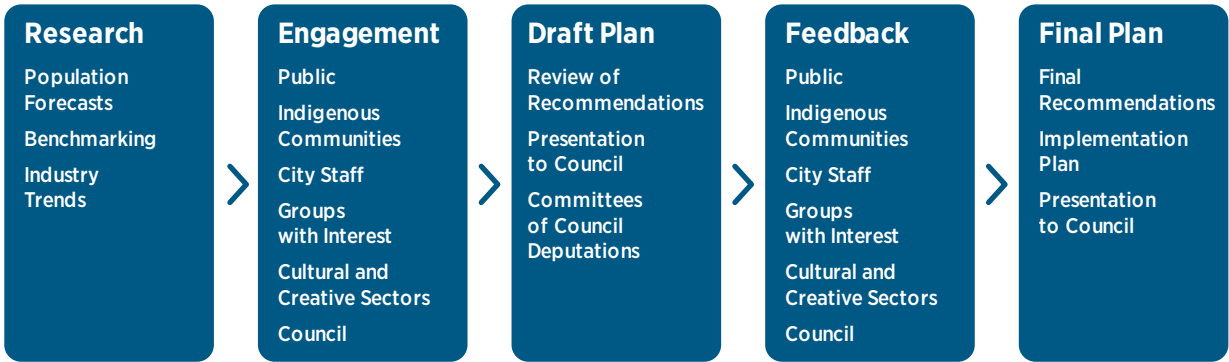 Research
Population
Forecasts
Benchmarking
Industry
Trends
Engagement
Public
Indigenous
Communities
City Staff
Groups
with Interest
Cultural and
Creative Sectors
Council
Draft Plan
Review of
Recommendations
Presentation
to Council
Committees
of Council
Deputations
Feedback
Public
Indigenous
Communities
City Staff
Groups
with Interest
Cultural and
Creative Sectors
Council
Final Plan
Final
Recommendations
Implementation
Plan
Presentation
to Council